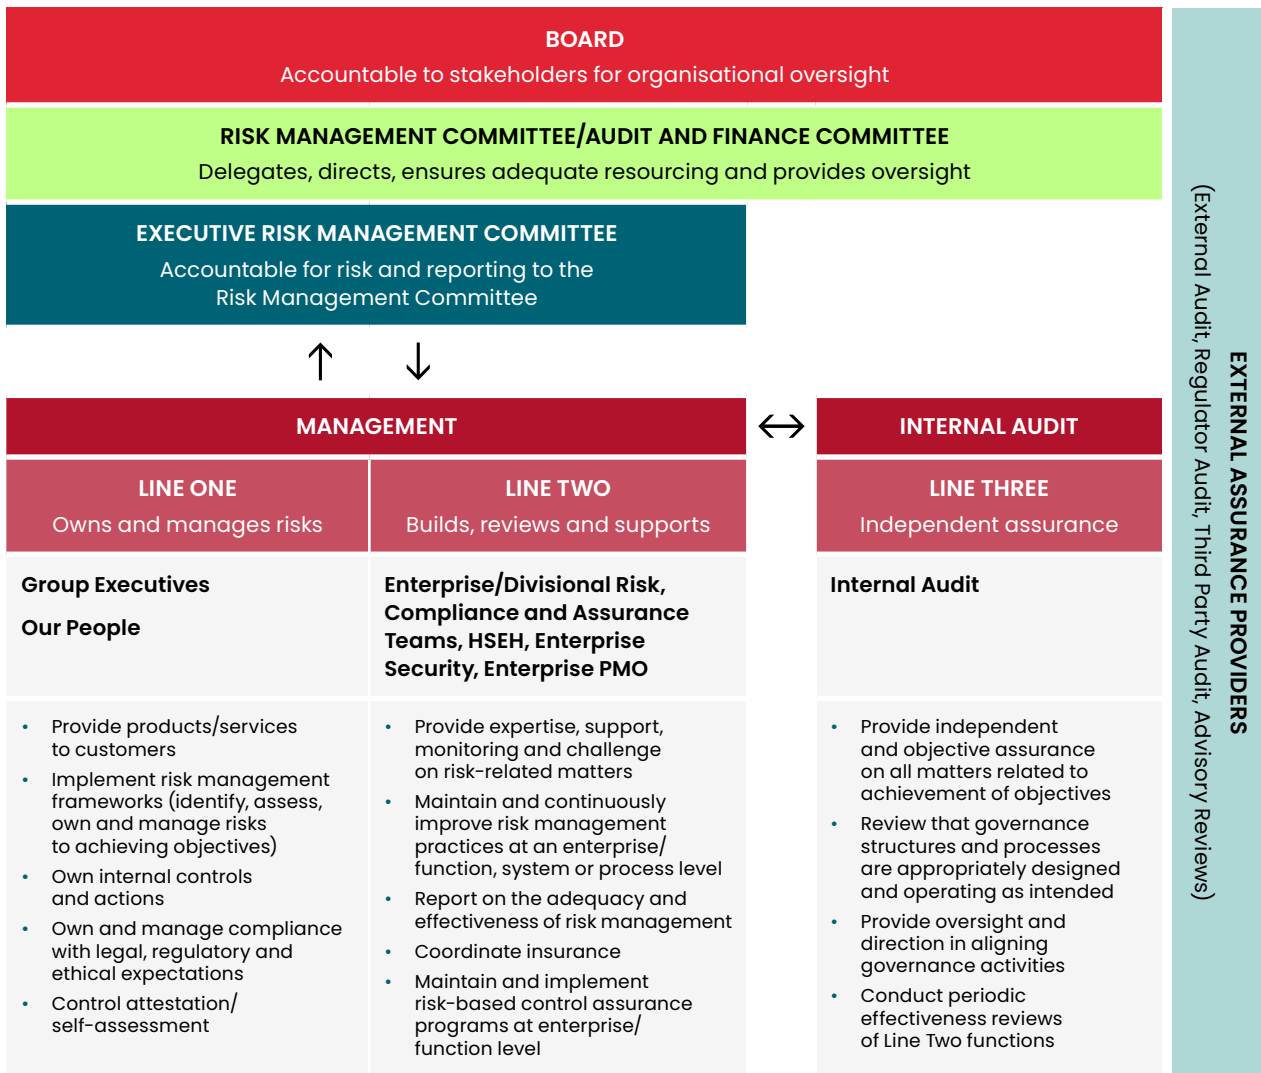 BOARD
Accountable to stakeholders for organisational oversight
RISK MANAGEMENT COMMITTEE/AUDIT AND FINANCE COMMITTEE
Delegates, directs, ensures adequate resourcing and provides oversight
EXECUTIVE RISK MANAGEMENT COMMITTEE
Accountable for risk and reporting to the
Risk Management Committee
MANAGEMENT
LINE ONE
Owns and manages risks
Group Executives
Our People
• Provide products/services
to customers
• Implement risk management
frameworks (identify, assess,
own and manage risks
to achieving objectives)
• Own internal controls
and actions
• Own and manage compliance
with legal, regulatory and
ethical expectations
• Control attestation/
self-assessment
LINE TWO
Builds, reviews and supports
Enterprise/Divisional Risk,
Compliance and Assurance
Teams, HSEH, Enterprise
Security, Enterprise PMO
• Provide expertise, support,
monitoring and challenge
on risk-related matters
• Maintain and continuously
improve risk management
practices at an enterprise/
function, system or process level
• Report on the adequacy and
effectiveness of risk management
• Coordinate insurance
• Maintain and implement
risk-based control assurance
programs at enterprise/
function level
INTERNAL AUDIT
LINE THREE
Independent assurance
Internal Audit
• Provide independent
and objective assurance
on all matters related to
achievement of objectives
• Review that governance
structures and processes
are appropriately designed
and operating as intended
• Provide oversight and
direction in aligning
governance activities
• Conduct periodic
effectiveness reviews
of Line Two functions
EXTERNAL ASSURANCE PROVIDERS
(External Audit, Regulator Audit, Third Party Audit, Advisory Reviews)